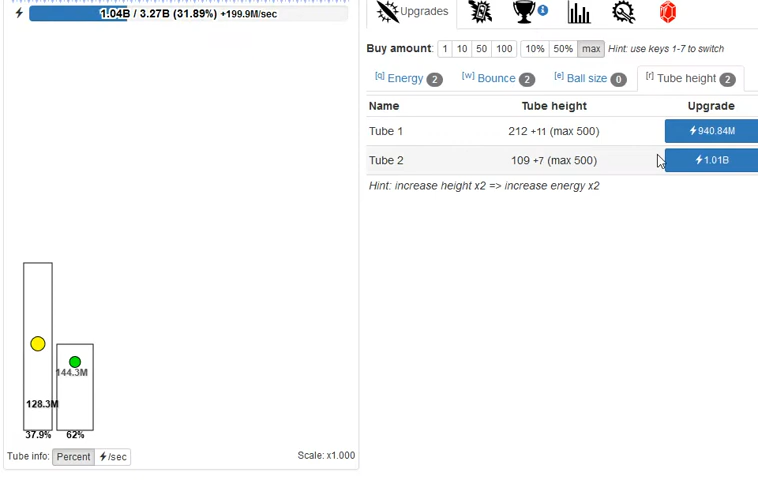 1.04B / 3.27B (31.89%) +199.9M/sec
Upgrades
Buy amount: 1 10 50 100 10% 50% max Hint: use keys 1-7 to switch
[q] Energy 2 [w] Bounce 2 [e] Ball size 0 [r] Tube height 2
Name Tube height Upgrade
Tube 1 212 +11 (max 500) 940.84M
Tube 2 109 +7 (max 500) 1.01B
Hint: increase height x2 => increase energy x2
144.3M
128.3M
37.9% 62%
Tube info: Percent /sec Scale: x1.000